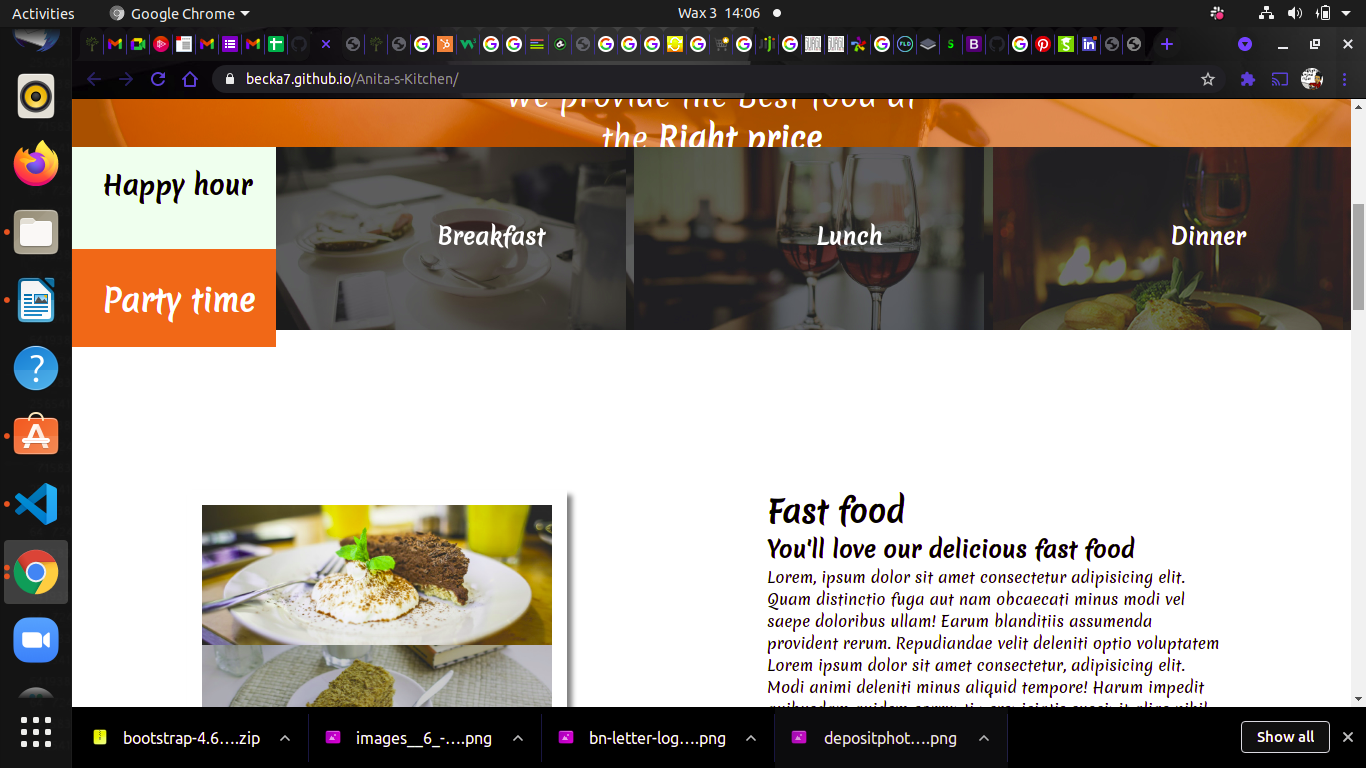 Activities
Google Chrome
Wax 3 14:06
becka7.github.io/Anita-s-Kitchen/
We provide the Best food at
the Right price
Happy hour
Party time
Breakfast
Lunch
Dinner
Fast food
You'll love our delicious fast food
Lorem, ipsum dolor sit amet consectetur adipisicing elit.
Quam distinctio fuga aut nam obcaecati minus modi vel
saepe doloribus ullam! Earum blanditiis assumenda
provident rerum. Repudiandae velit deleniti optio voluptatem
Lorem ipsum dolor sit amet consectetur, adipisicing elit.
Modi animi deleniti minus aliquid tempore! Harum impedit
bootstrap-4.6....zip
images__6_-....png
bn-letter-log....png
depositphot....png
Show all